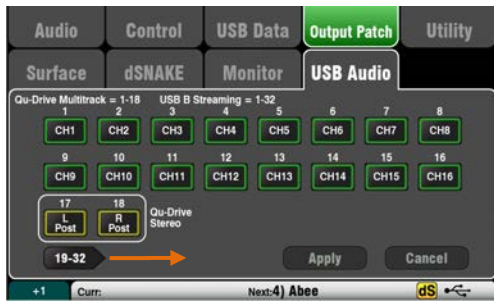 Audio Control USB Data Output Patch Utility
Surface dSNAKE Monitor USB Audio
Qu-Drive Multitrack = 1-18 USB B Streaming = 1-32
1 2 3 4 5 6 7 8
CH1 CH2 CH3 CH4 CH5 CH6 CH7 CH8
9 10 11 12 13 14 15 16
CH9 CH10 CH11 CH12 CH13 CH14 CH15 CH16
17 18
L Post R Post Qu-Drive Stereo
19-32 Apply Cancel
+1 Curr: Next:4) Abee dS